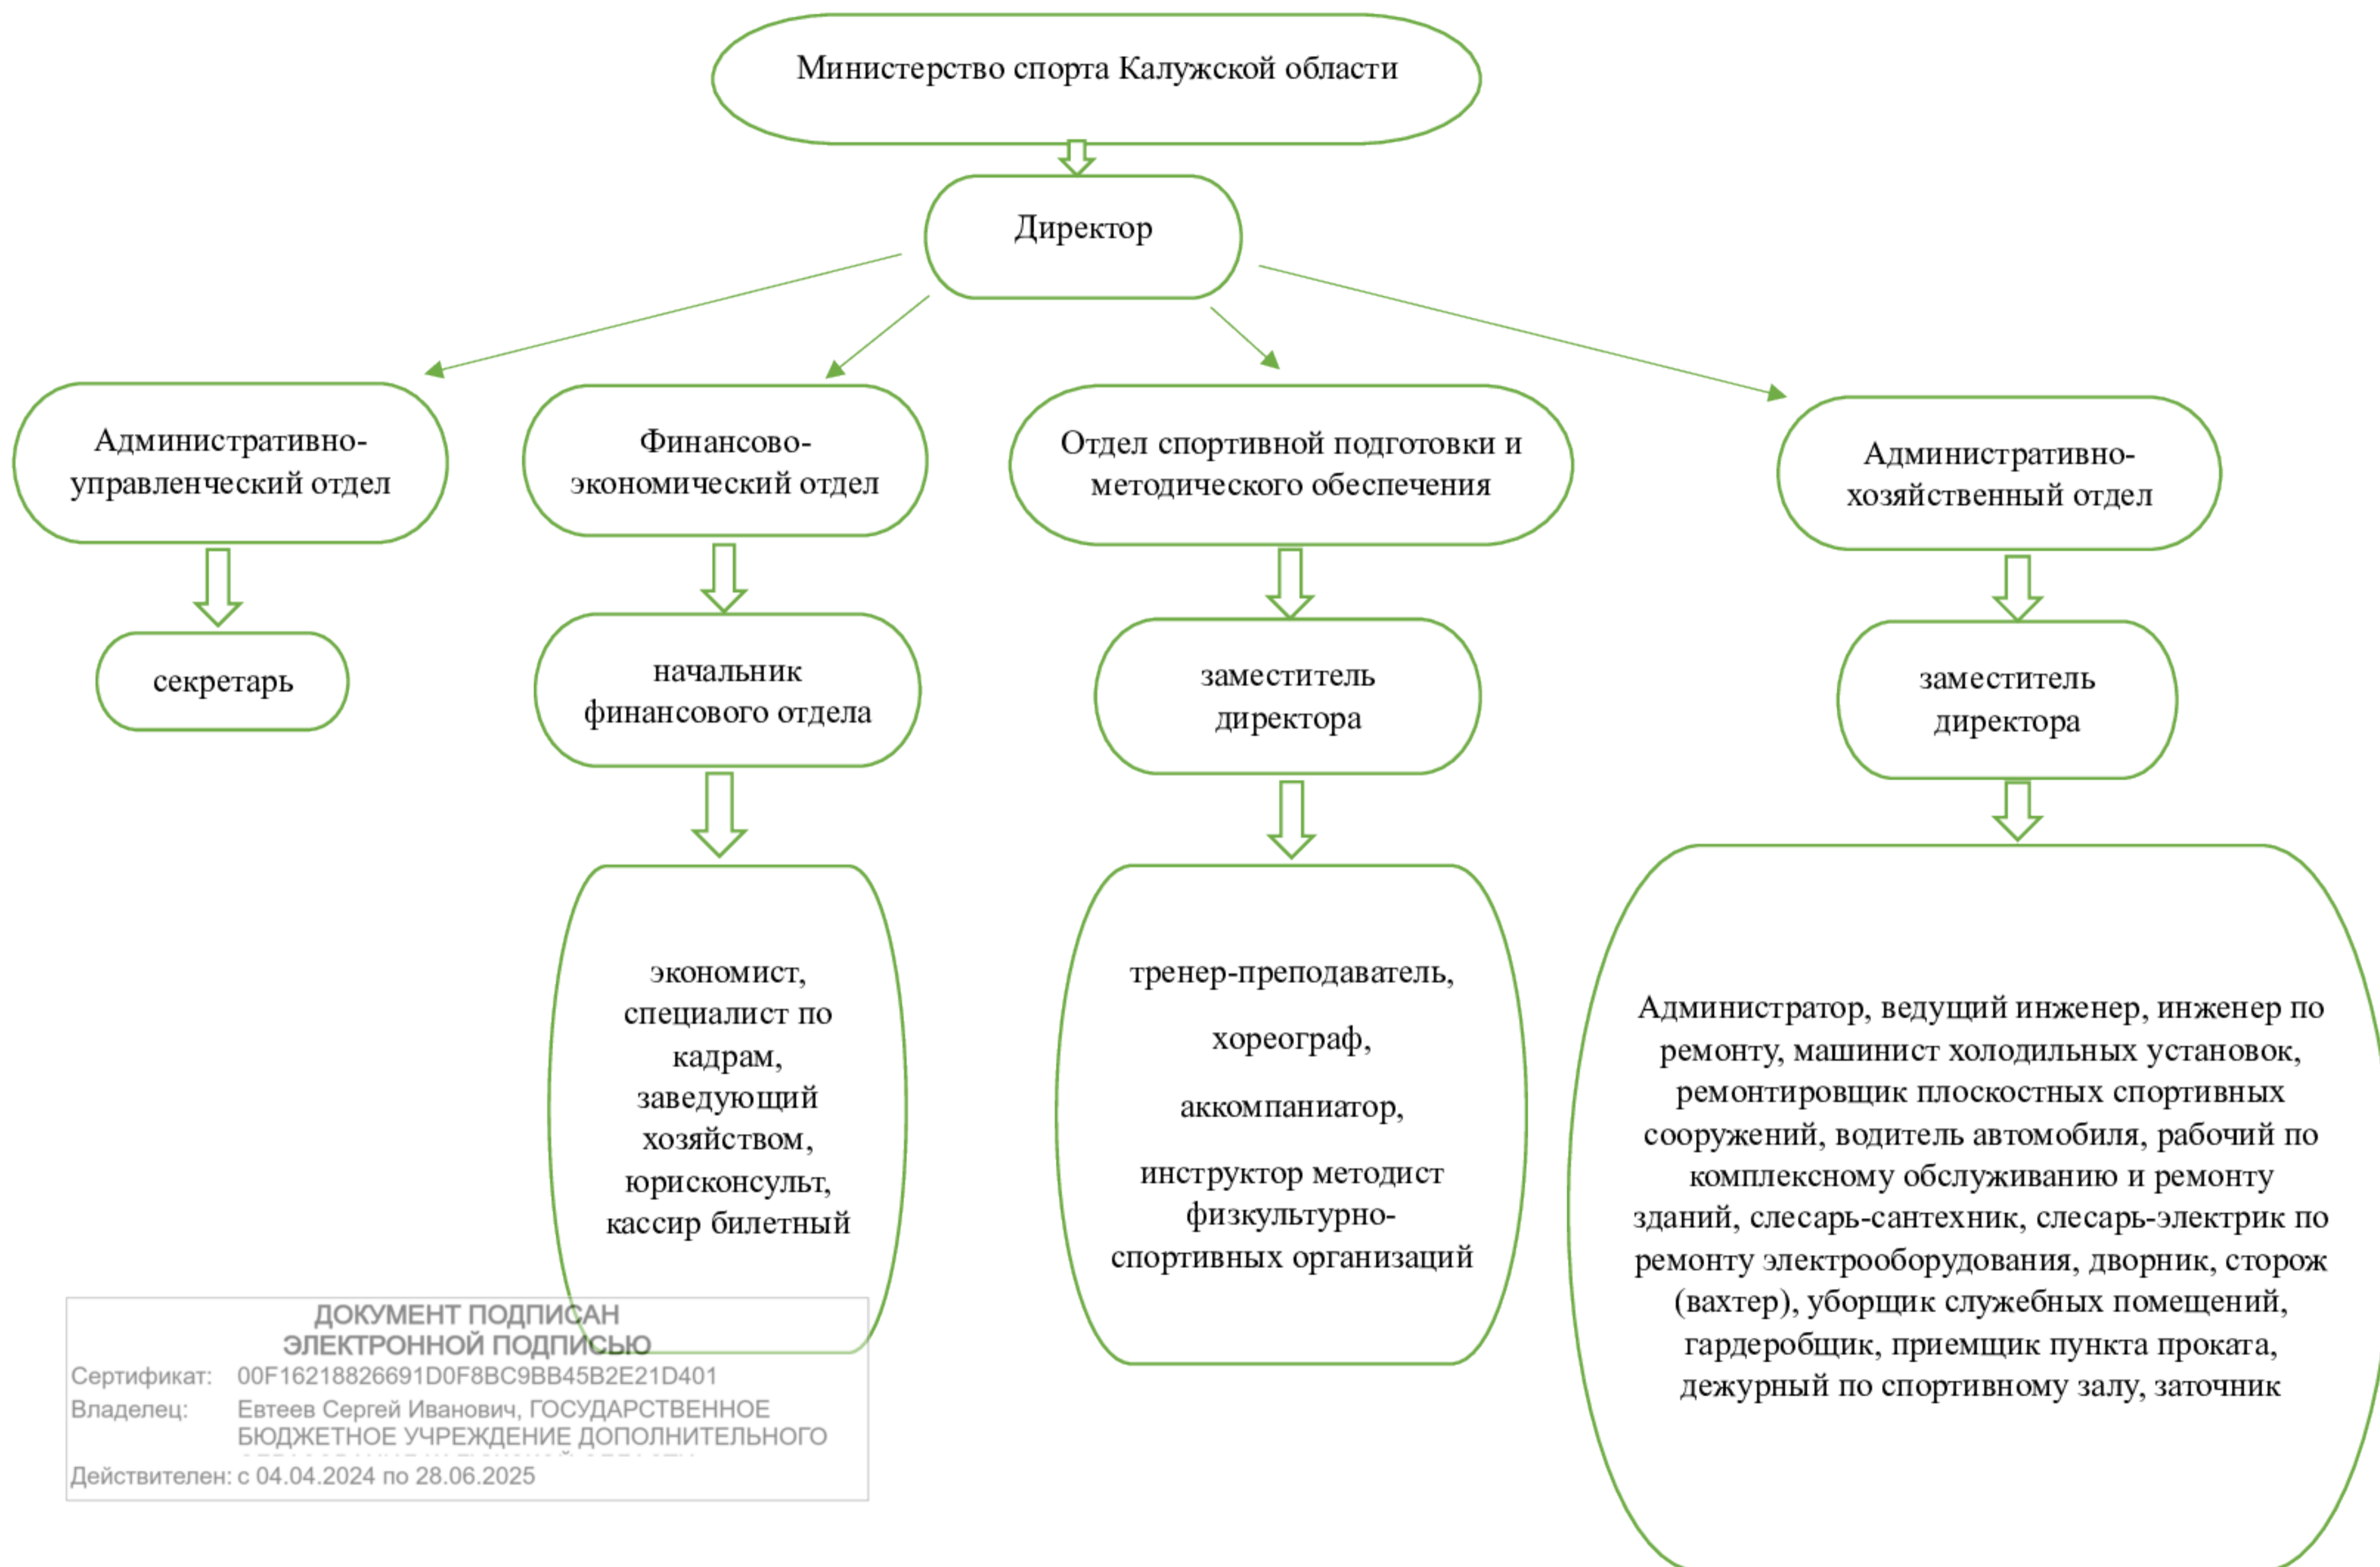 Министерство спорта Калужской области
Директор
Административно-
управленческий отдел
Финансово-
экономический отдел
Отдел спортивной подготовки и
методического обеспечения
Административно-
хозяйственный отдел
секретарь
начальник
финансового отдела
заместитель
директора
заместитель
директора
экономист,
специалист по
кадрам,
заведующий
хозяйством,
юрисконсульт,
кассир билетный
тренер-преподаватель,
хореограф,
аккомпаниатор,
инструктор методист
физкультурно-
спортивных организаций
Администратор, ведущий инженер, инженер по
ремонту, машинист холодильных установок,
ремонтировщик плоскостных спортивных
сооружений, водитель автомобиля, рабочий по
комплексному обслуживанию и ремонту
зданий, слесарь-сантехник, слесарь-электрик по
ремонту электрооборудования, дворник, сторож
(вахтер), уборщик служебных помещений,
гардеробщик, приемщик пункта проката,
дежурный по спортивному залу, заточник
ДОКУМЕНТ ПОДПИСАН
ЭЛЕКТРОННОЙ ПОДПИСЬЮ
Сертификат: 00F16218826691D0F8BC9BB45B2E21D401
Владелец: Евтеев Сергей Иванович, ГОСУДАРСТВЕННОЕ
БЮДЖЕТНОЕ УЧРЕЖДЕНИЕ ДОПОЛНИТЕЛЬНОГО
Действителен: с 04.04.2024 по 28.06.2025